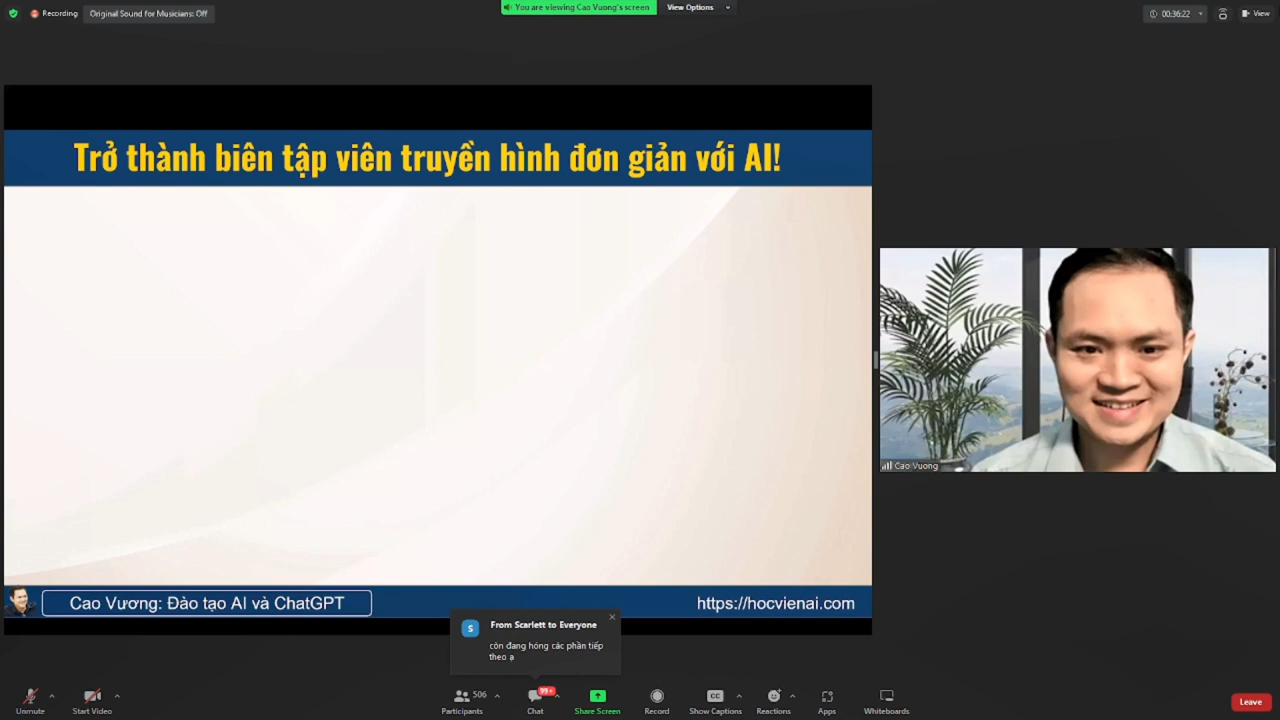 Recording
Original Sound for Musicians: Off
You are viewing Cao Vuong's screen
View Options
00:36:22
View
Trở thành biên tập viên truyền hình đơn giản với AI!
Cao Vuong
Cao Vương: Đào tạo AI và ChatGPT
https://hocvienai.com
S
From Scarlett to Everyone
còn đang hóng các phần tiếp
theo ạ
Unmute
Start Video
506
Participants
99+
Chat
Share Screen
Record
CC
Show Captions
Reactions
Apps
Whiteboards
Leave